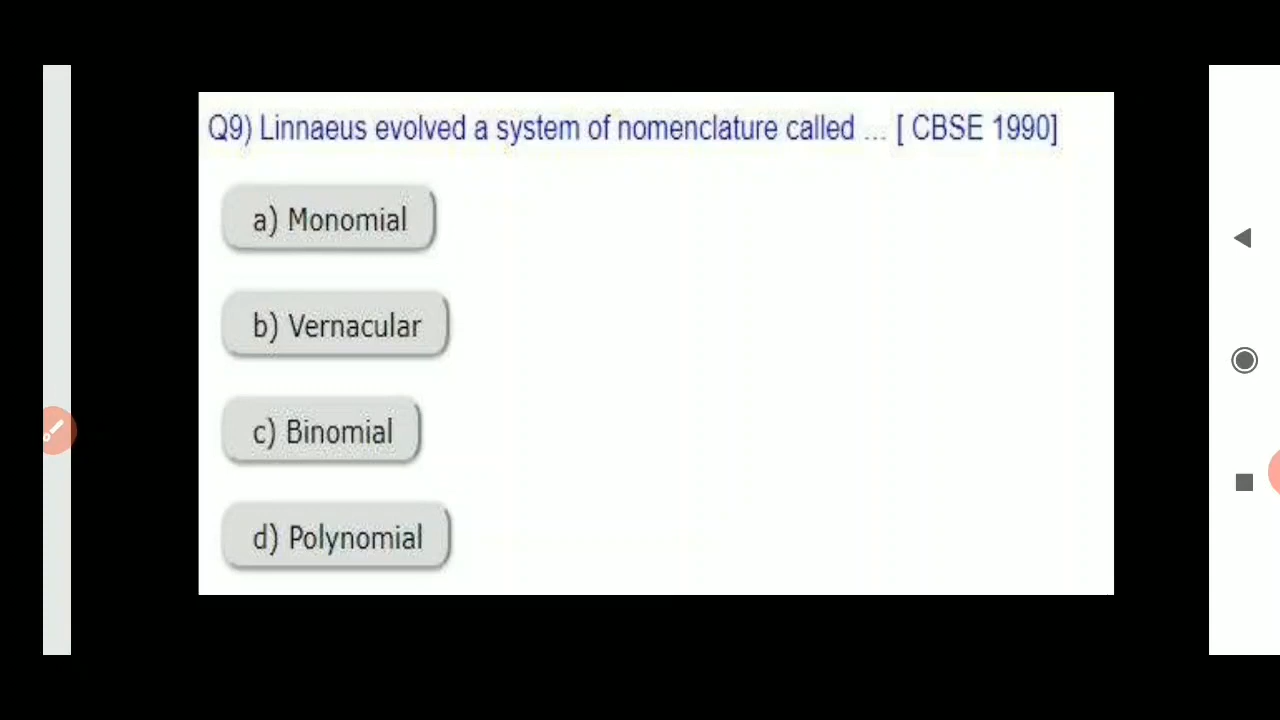 Q9) Linnaeus evolved a system of nomenclature called ... [ CBSE 1990]
a) Monomial
b) Vernacular
c) Binomial
d) Polynomial